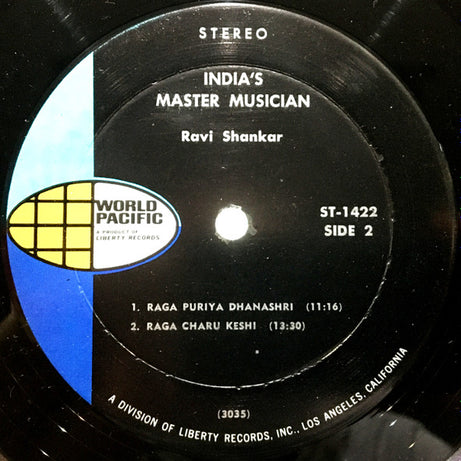 STEREO
INDIA'S
MASTER MUSICIAN
Ravi Shankar
WORLD
PACIFIC
A PRODUCT OF
LIBERTY RECORDS
ST-1422
SIDE 2
1. RAGA PURIYA DHANASHRI (11:16)
2. RAGA CHARU KESHI (13:30)
(3035)
A DIVISION OF LIBERTY RECORDS, INC., LOS ANGELES, CALIFORNIA